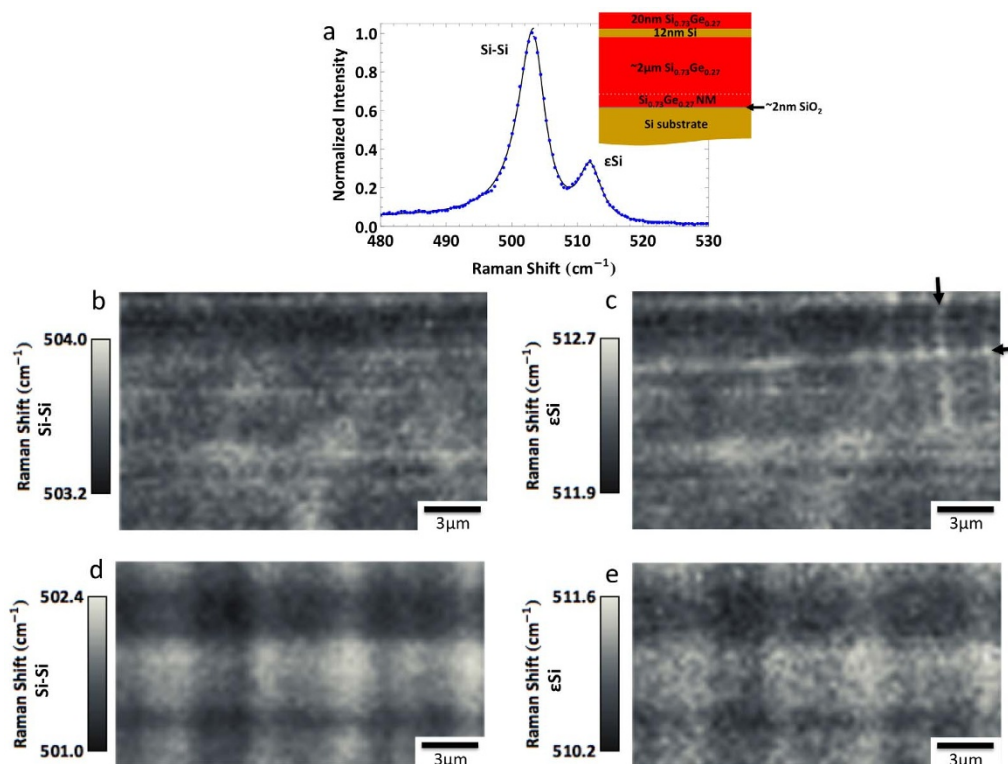 a
Normalized Intensity
1.0
0.8
0.6
0.4
0.2
0.0
480
490
500
510
520
530
Raman Shift (cm⁻¹)
Si-Si
εSi
20nm Si₀.₇₃Ge₀.₂₇
12nm Si
~2μm Si₀.₇₃Ge₀.₂₇
Si₀.₇₃Ge₀.₂₇ NM
~2nm SiO₂
Si substrate
b
504.0
Raman Shift (cm⁻¹)
Si-Si
503.2
3μm
c
512.7
Raman Shift (cm⁻¹)
εSi
511.9
3μm
d
502.4
Raman Shift (cm⁻¹)
Si-Si
501.0
3μm
e
511.6
Raman Shift (cm⁻¹)
εSi
510.2
3μm